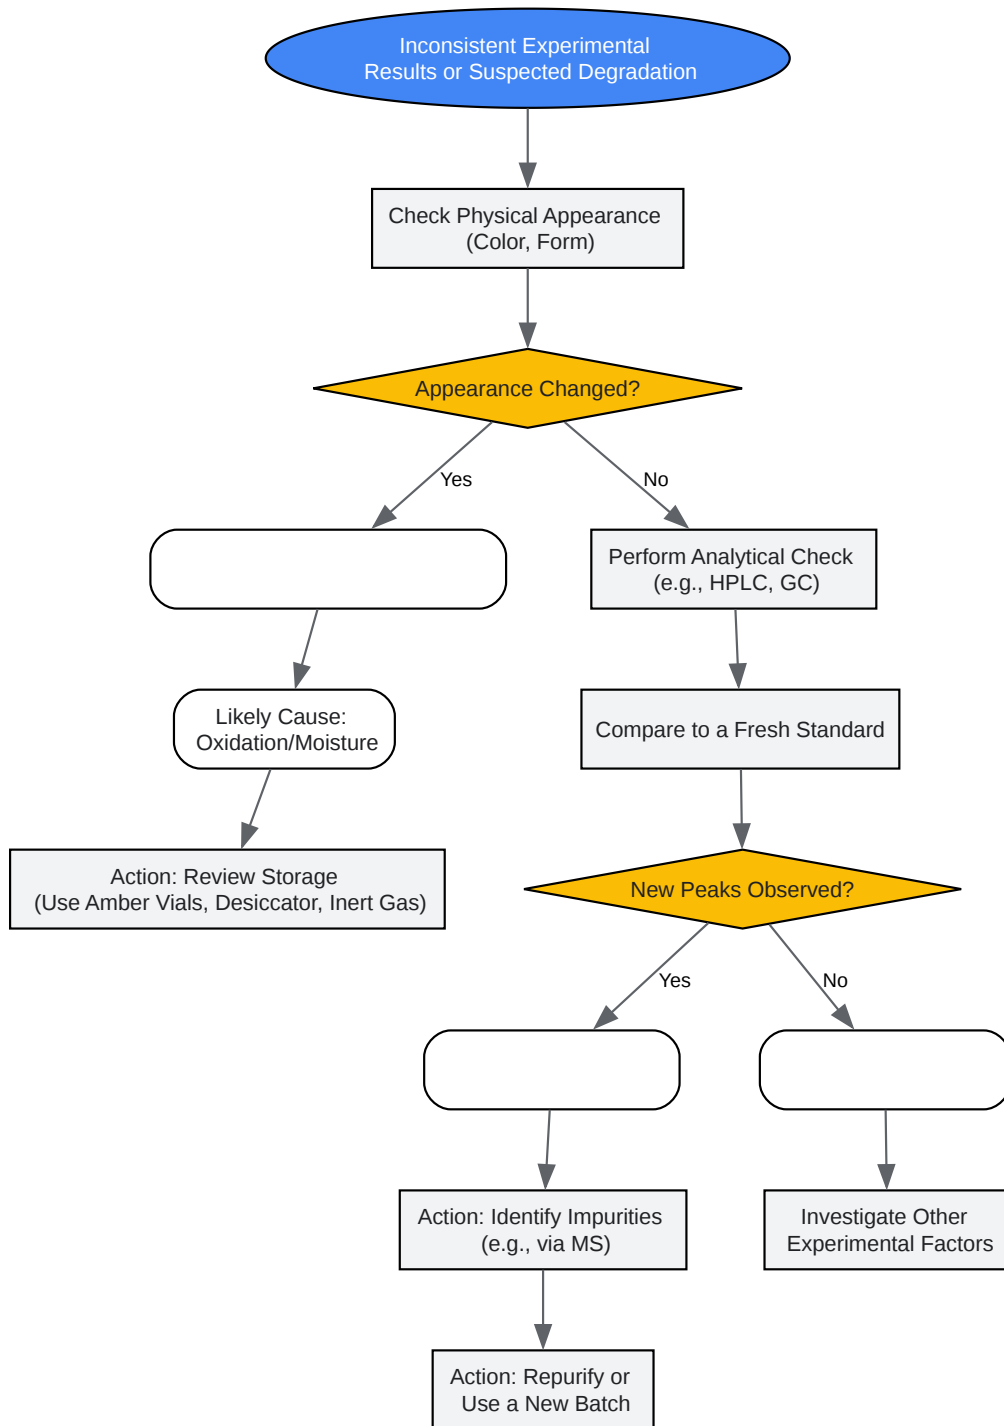 Inconsistent Experimental
Results or Suspected Degradation
Check Physical Appearance
(Color, Form)
Appearance Changed?
Yes
No
Perform Analytical Check
(e.g., HPLC, GC)
Likely Cause:
Oxidation/Moisture
Compare to a Fresh Standard
Action: Review Storage
(Use Amber Vials, Desiccator, Inert Gas)
New Peaks Observed?
Yes
No
Action: Identify Impurities
(e.g., via MS)
Investigate Other
Experimental Factors
Action: Repurify or
Use a New Batch